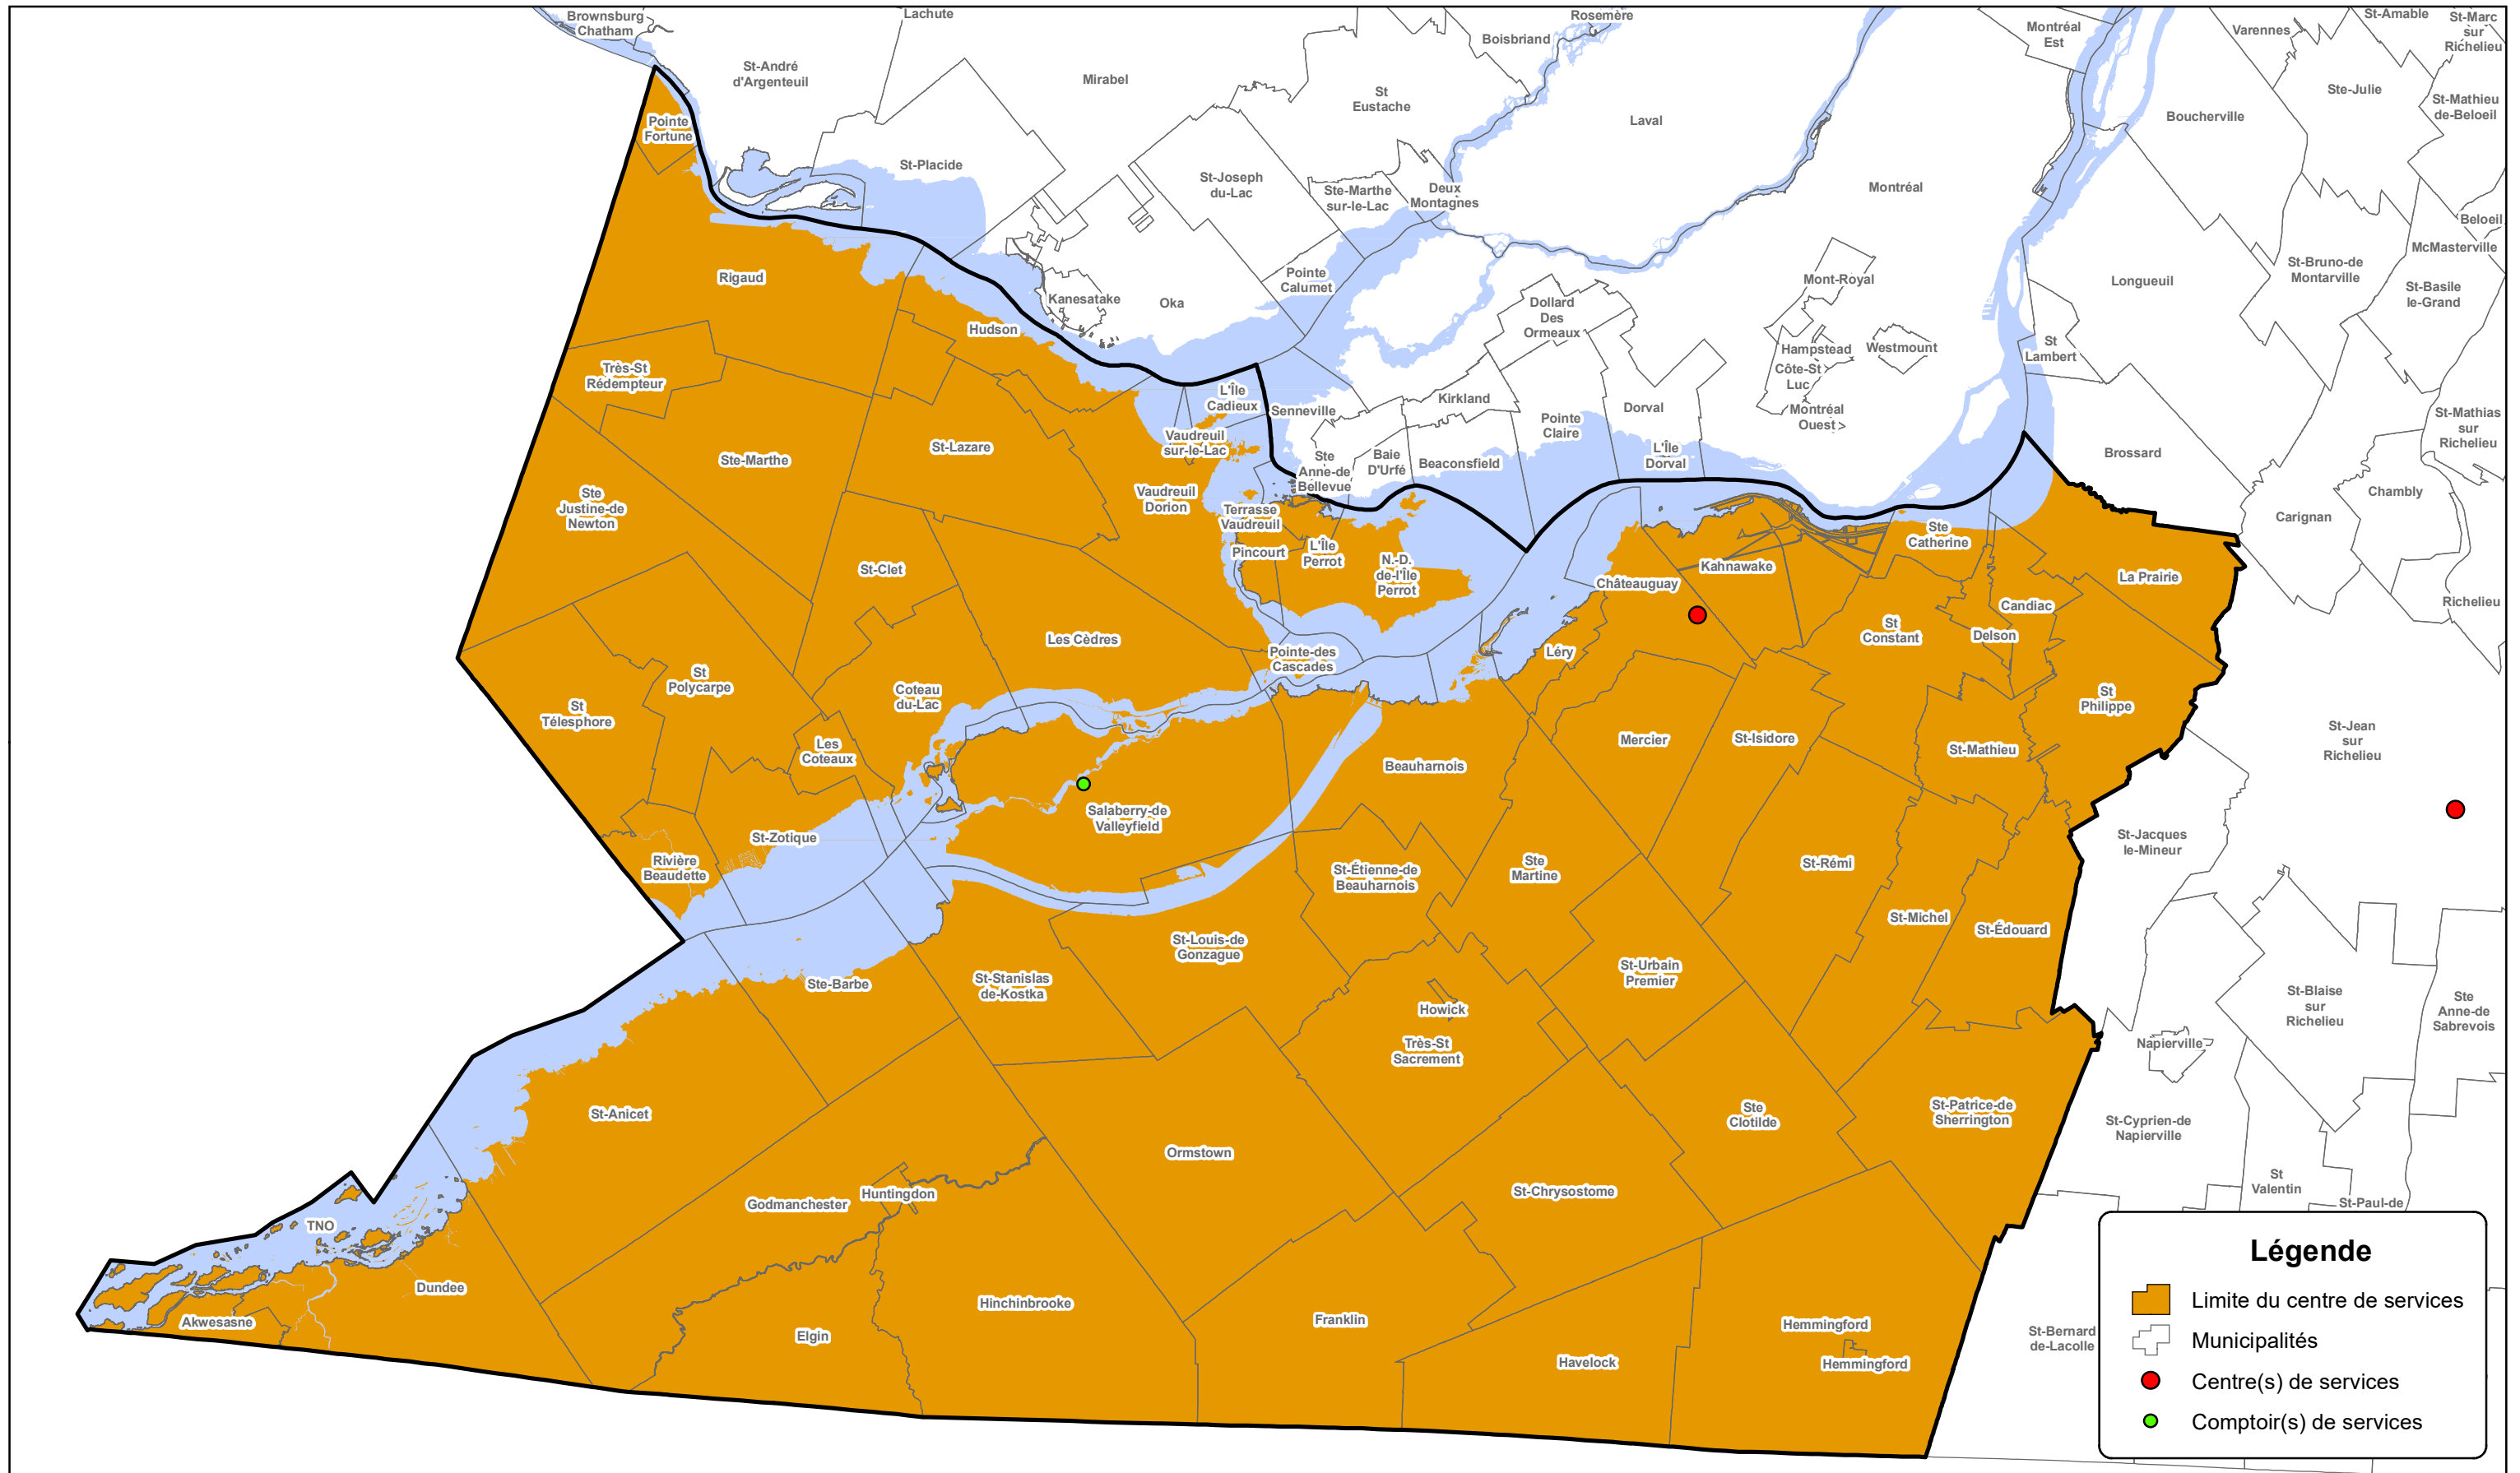 Brownsburg
Chatham
Lachute
St-André
d'Argenteuil
Mirabel
Boisbriand
Rosemère
Montréal
Est
Varennes
St-Amable
St-Marc
sur
Richelieu
Ste-Julie
St-Mathieu
de-Beloeil
Boucherville
St
Eustache
Laval
Pointe
Fortune
St-Placide
St-Joseph
du-Lac
Ste-Marthe
sur-le-Lac
Deux
Montagnes
Montréal
Beloeil
McMasterville
St-Bruno-de
Montarville
St-Basile
le-Grand
Longueuil
Rigaud
Kanesatake
Oka
Pointe
Calumet
Dollard
Des
Ormeaux
Mont-Royal
Hampstead
Côte-St
Luc
Westmount
St
Lambert
Hudson
Très-St
Rédempteur
L'Île
Cadieux
Senneville
Kirkland
Pointe
Claire
Dorval
Montréal
Ouest>
St-Mathias
sur
Richelieu
Brossard
Ste-Marthe
St-Lazare
Vaudreuil
sur-le-Lac
Ste
Anne-de
Bellevue
Baie
D'Urfé
Beaconsfield
L'Île
Dorval
Chambly
Carignan
Ste
Justine-de
Newton
Vaudreuil
Dorion
Terrasse
Vaudreuil
Pincourt
L'Île
Perrot
N.-D.
de-l'Île
Perrot
Châteauguay
Kahnawake
Ste
Catherine
La Prairie
Candiac
Richelieu
St-Clet
Les Cèdres
Pointe-des
Cascades
Léry
St
Constant
Delson
St
Polycarpe
St
Télesphore
Coteau
du-Lac
Les
Coteaux
St
Philippe
St-Jean
sur
Richelieu
Mercier
St-Isidore
St-Mathieu
Beauharnois
Salaberry-de
Valleyfield
St-Zotique
Rivière
Beaudette
St-Étienne-de
Beauharnois
Ste
Martine
St-Rémi
St-Jacques
le-Mineur
St-Michel
St-Édouard
St-Louis-de
Gonzague
St-Stanislas
de-Kostka
Ste-Barbe
St-Urbain
Premier
Howick
Très-St
Sacrement
St-Blaise
sur
Richelieu
Ste
Anne-de
Sabrevois
Napierville
St-Anicet
Ste
Clotilde
St-Patrice-de
Sherrington
St-Cyprien-de
Napierville
Ormstown
St
Valentin
St-Paul-de
Godmanchester
Huntingdon
St-Chrysostome
TNO
Dundee
Akwesasne
Hinchinbrooke
Elgin
Franklin
Havelock
Hemmingford
Hemmingford
St-Bernard
de-Lacolle
Légende
Limite du centre de services
Municipalités
Centre(s) de services
Comptoir(s) de services